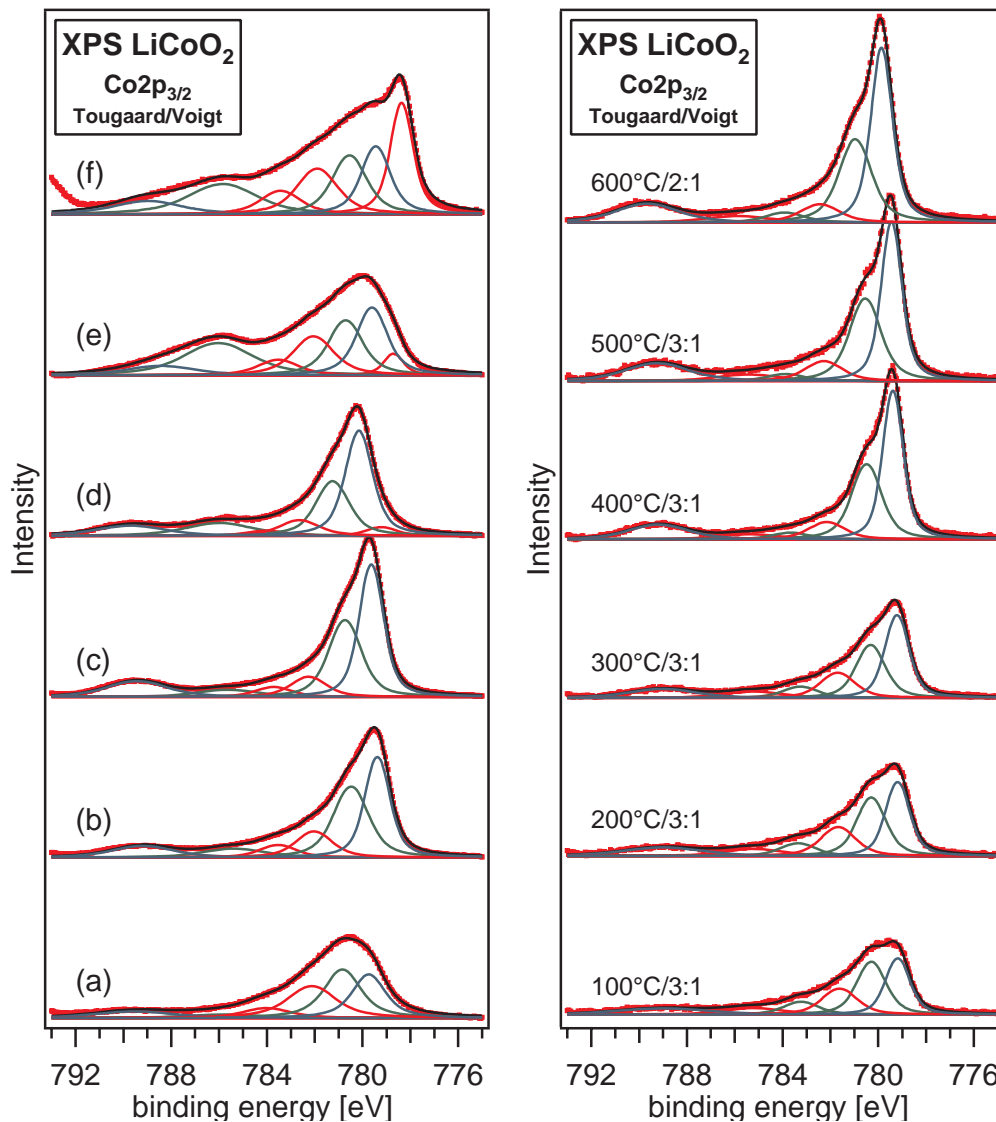 XPS LiCoO₂
Co2p₃/₂
Tougaard/Voigt
(f)
(e)
(d)
(c)
(b)
(a)
Intensity
792 788 784 780 776
binding energy [eV]
XPS LiCoO₂
Co2p₃/₂
Tougaard/Voigt
600°C/2:1
500°C/3:1
400°C/3:1
300°C/3:1
200°C/3:1
100°C/3:1
Intensity
792 788 784 780 776
binding energy [eV]